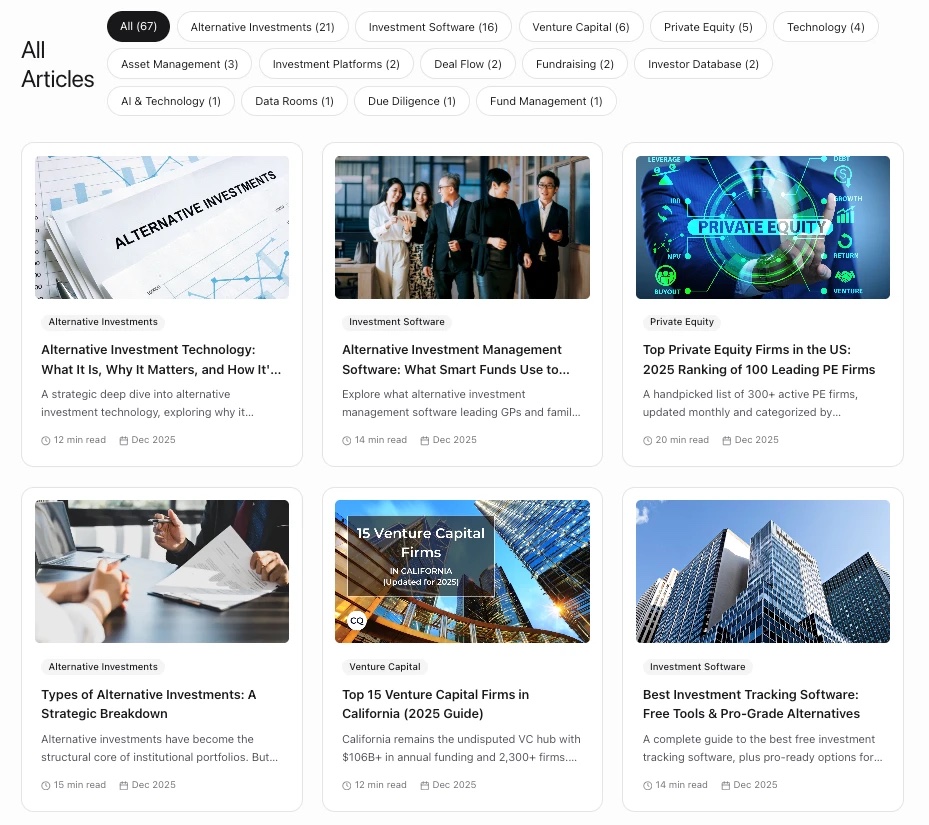 All
Articles
All (67)
Alternative Investments (21)
Investment Software (16)
Venture Capital (6)
Private Equity (5)
Technology (4)
Asset Management (3)
Investment Platforms (2)
Deal Flow (2)
Fundraising (2)
Investor Database (2)
AI & Technology (1)
Data Rooms (1)
Due Diligence (1)
Fund Management (1)
ALTERNATIVE INVESTMENTS
Alternative Investments
Alternative Investment Technology:
What It Is, Why It Matters, and How It'...
A strategic deep dive into alternative
investment technology, exploring why it...
12 min read
Dec 2025
Investment Software
Alternative Investment Management
Software: What Smart Funds Use to...
Explore what alternative investment
management software leading GPs and famil...
14 min read
Dec 2025
LEVERAGE
DEBT
IRR
GROWTH
PRIVATE EQUITY
NPV
RETURN
BUYOUT
VENTURE
Private Equity
Top Private Equity Firms in the US:
2025 Ranking of 100 Leading PE Firms
A handpicked list of 300+ active PE firms,
updated monthly and categorized by...
20 min read
Dec 2025
Alternative Investments
Types of Alternative Investments: A
Strategic Breakdown
Alternative investments have become the
structural core of institutional portfolios. But...
15 min read
Dec 2025
15 Venture Capital
Firms
IN CALIFORNIA
(Updated for 2025)
CQ
Venture Capital
Top 15 Venture Capital Firms in
California (2025 Guide)
California remains the undisputed VC hub with
$106B+ in annual funding and 2,300+ firms....
12 min read
Dec 2025
Investment Software
Best Investment Tracking Software:
Free Tools & Pro-Grade Alternatives
A complete guide to the best free investment
tracking software, plus pro-ready options for...
14 min read
Dec 2025